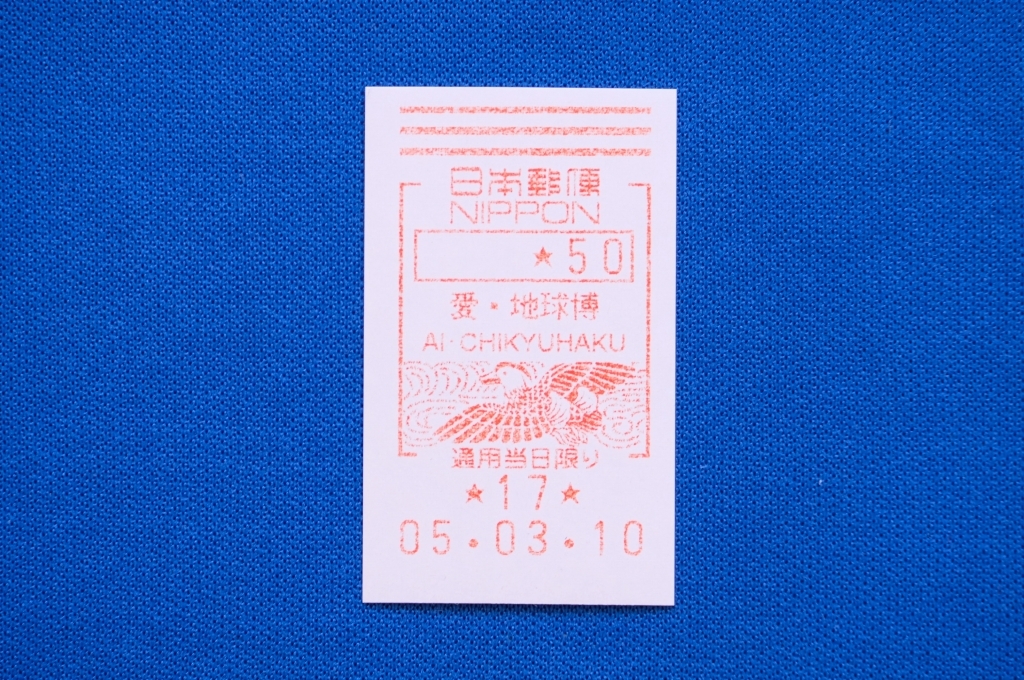 日本郵便
NIPPON
★50
愛・地球博
AI・CHIKYUHAKU
通用当日限り
★17★
05・03・10